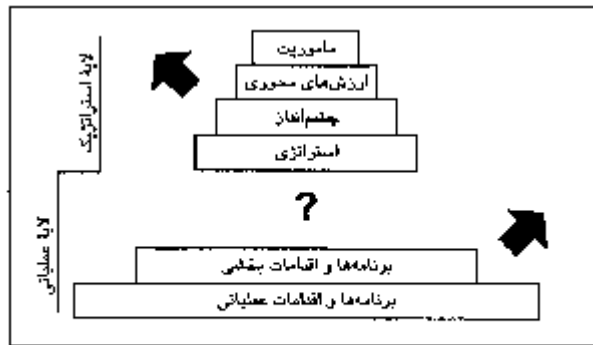 ماموریت
ارزش‌های محوری
چشم‌انداز
استراتژی
?
برنامه‌ها و اقدامات بخشی
برنامه‌ها و اقدامات عملیاتی
لایهٔ استراتژیک
لایهٔ عملیاتی